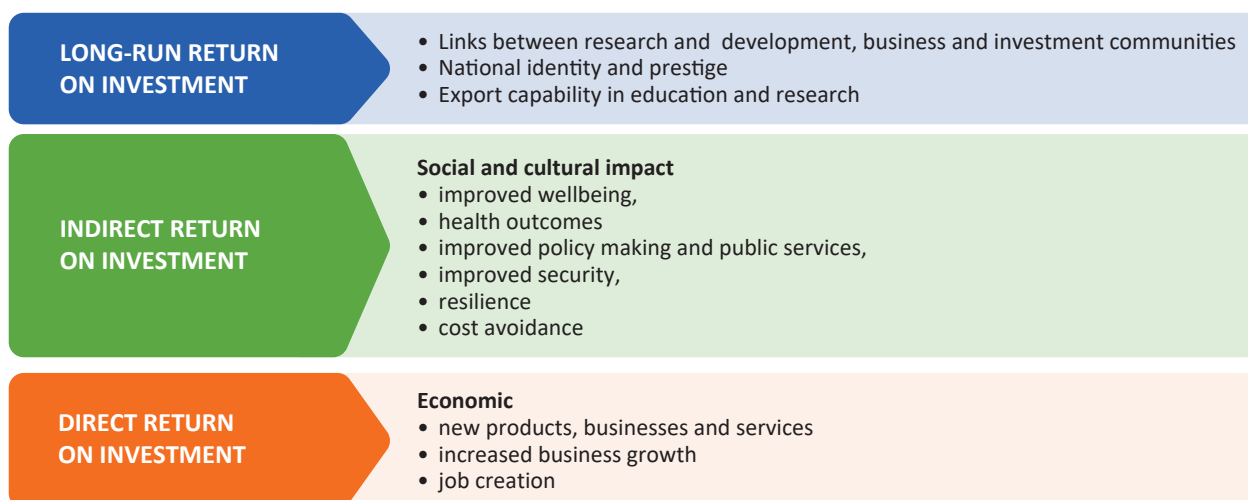 LONG-RUN RETURN
ON INVESTMENT
• Links between research and development, business and investment communities
• National identity and prestige
• Export capability in education and research
INDIRECT RETURN
ON INVESTMENT
Social and cultural impact
• improved wellbeing,
• health outcomes
• improved policy making and public services,
• improved security,
• resilience
• cost avoidance
DIRECT RETURN
ON INVESTMENT
Economic
• new products, businesses and services
• increased business growth
• job creation